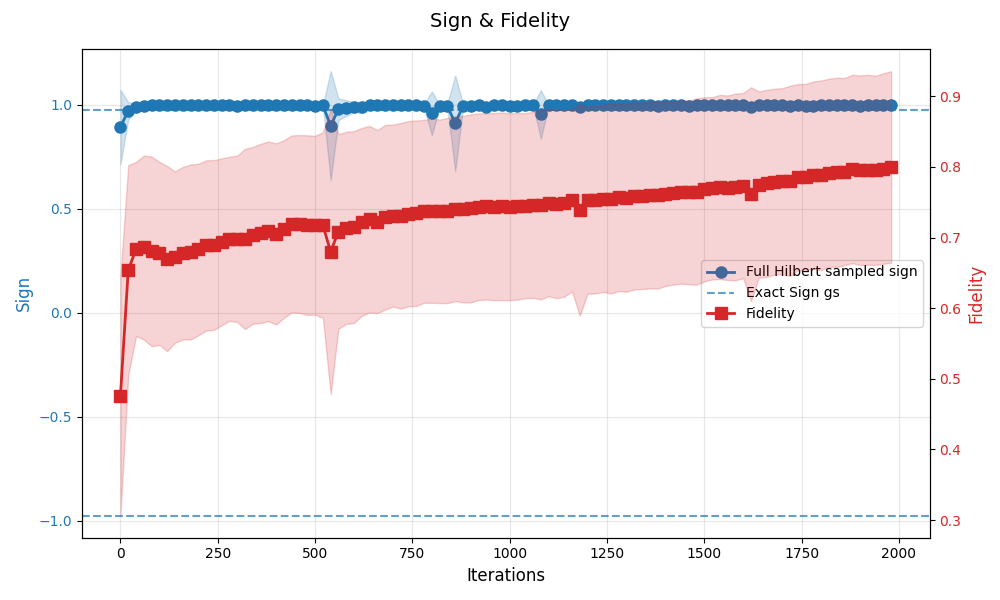 Sign & Fidelity
1.0
0.5
0.0
−0.5
−1.0
Sign
0.9
0.8
0.7
0.6
0.5
0.4
0.3
Fidelity
Full Hilbert sampled sign
Exact Sign gs
Fidelity
0 250 500 750 1000 1250 1500 1750 2000
Iterations